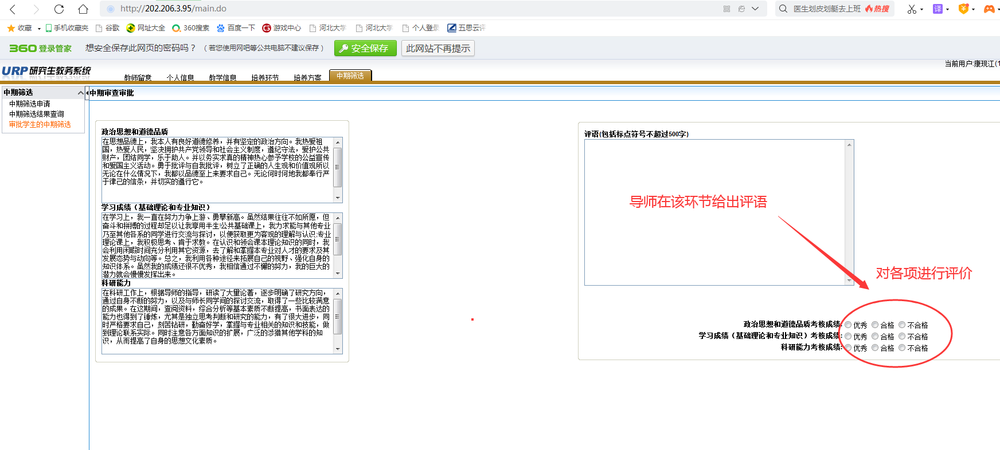 http://202.206.3.95/main.do
医生划皮划艇去上班 热搜
译
收藏 手机收藏夹 谷歌 网址大全 360搜索 百度一下 游戏中心 河北大学 河北大学 个人登录 五思云评
360 登录管家 想安全保存此网页的密码吗？（若您使用网吧等公共电脑不建议保存） 安全保存 此网站不再提示
当前用户:康现江(1
URP 研究生教务系统
教师留意 个人信息 教学信息 培养环节 培养方案 中期筛选
中期筛选
中期筛选申请
中期筛选结果查询
审批学生的中期筛选
中期审查审批
政治思想和道德品质
在思想品德上，我本人有良好道德修养，并有坚定的政治方向。我热爱祖
国，热爱人民，坚决拥护共产党领导和社会主义制度，遵纪守法，爱护公共
财产，团结同学，乐于助人。并以务实求真的精神热心参予学校的公益宣传
和爱国主义活动。勇于批评与自我批评，树立了正确的人生观和价值观所以
无论在什么情况下，我都以品德至上来要求自己。无论何时何地我都奉行严
于律己的信条，并切实的遵行它。
学习成绩（基础理论和专业知识）
在学习上，我一直在努力力争上游、勇攀新高。虽然结果往往不如所愿，但
奋斗和拼搏的过程却足以让我享用半生!公共基础课上，我力求能与其他专业
乃至其他各系的同学进行交流与探讨，以便获取更为客观的理解与认识;专业
理论课上，我积极思考、肯于求教。在认识和领会课本理论知识的同时，我
会利用闲暇时间充分利用其它资源，去了解和掌握本专业对人才的要求及其
发展态势与动向等。总之，我利用各种途径来拓展自己的视野、强化自身的
知识体系。虽然我的成绩还很不优秀，我相信通过不懈的努力，我的巨大的
潜力就会慢慢发挥出来。
科研能力
在科研工作上，根据导师的指导，研读了大量论著，逐步明确了研究方向，
通过自身不断的努力，以及与师长同学间的探讨交流，取得了一些比较满意
的成果。在这期间，查阅资料，综合分析等基本素质不断提高，书面表达的
能力也得到了锤炼，尤其是独立思考判断和研究的能力，有了很大进步，同
时严格要求自己，刻苦钻研，勤奋好学，掌握与专业相关的知识和技能，做
到理论联系实际。同时注意各方面知识的扩展，广泛的涉猎其他学科的知
识，从而提高了自身的思想文化素质。
评语(包括标点符号不超过500字)
导师在该环节给出评语
对各项进行评价
政治思想和道德品质考核成绩: 优秀 合格 不合格
学习成绩（基础理论和专业知识）考核成绩: 优秀 合格 不合格
科研能力考核成绩: 优秀 合格 不合格